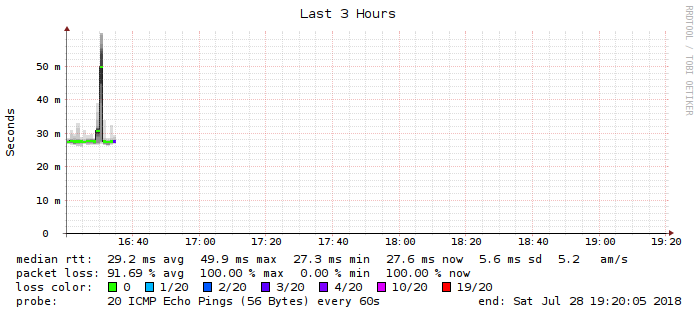 Last 3 Hours
RRDTOOL / TOBI OETIKER
Seconds
50 m
40 m
30 m
20 m
10 m
0
16:40 17:00 17:20 17:40 18:00 18:20 18:40 19:00 19:20
median rtt: 29.2 ms avg 49.9 ms max 27.3 ms min 27.6 ms now 5.6 ms sd 5.2 am/s
packet loss: 91.69 % avg 100.00 % max 0.00 % min 100.00 % now
loss color: 0 1/20 2/20 3/20 4/20 10/20 19/20
probe: 20 ICMP Echo Pings (56 Bytes) every 60s end: Sat Jul 28 19:20:05 2018